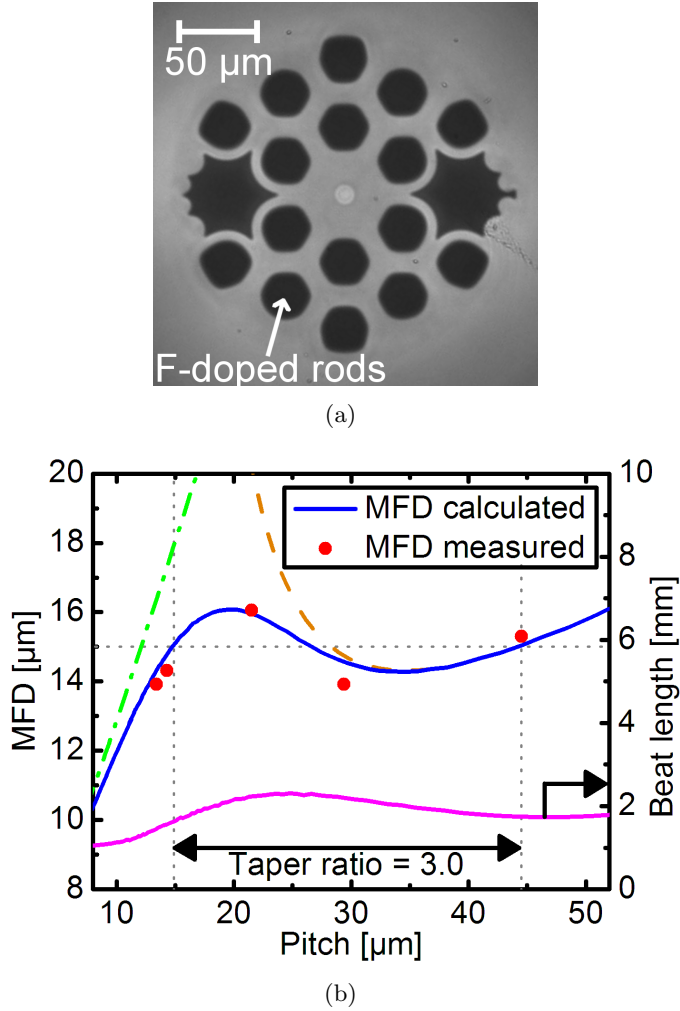 50 µm
F-doped rods
(a)
20
18
16
14
12
10
8
MFD [µm]
MFD calculated
MFD measured
Taper ratio = 3.0
10
8
6
4
2
0
Beat length [mm]
10
20
30
40
50
Pitch [µm]
(b)